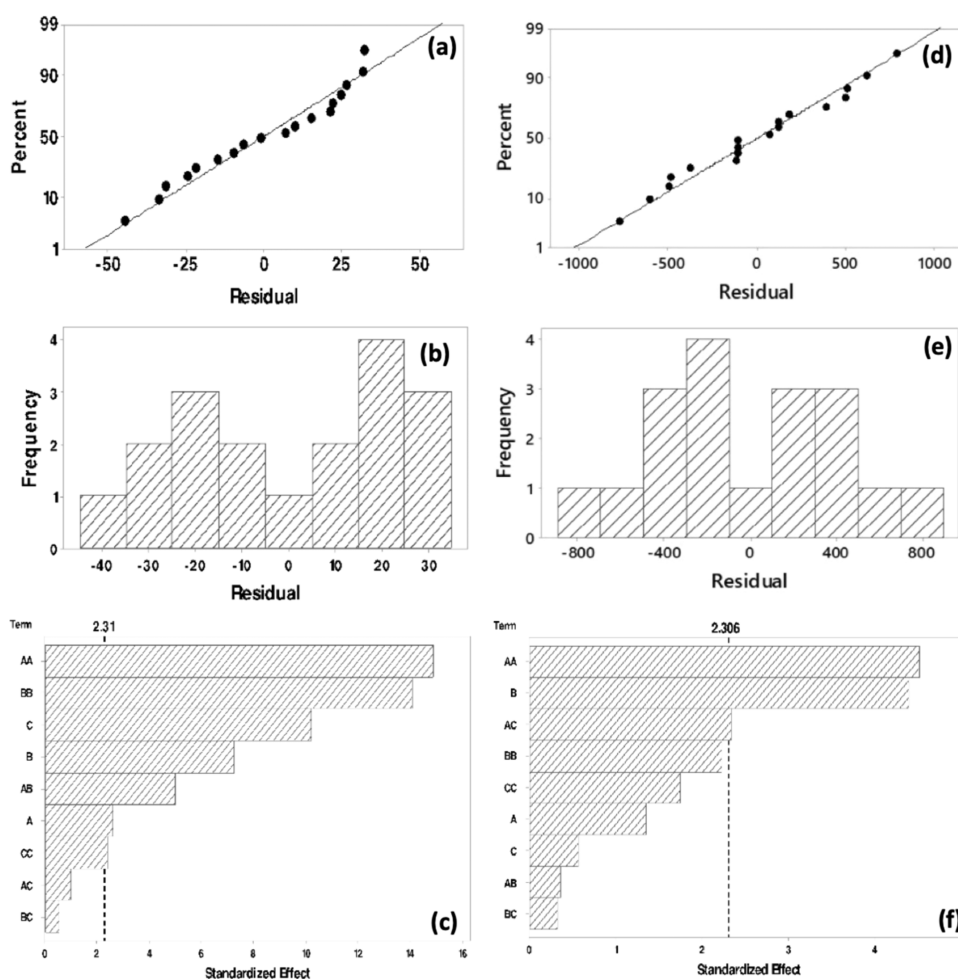 (a)
Percent
99
90
50
10
1
-50
-25
0
25
50
Residual
(d)
Percent
99
90
50
10
1
-1000
-500
0
500
1000
Residual
(b)
Frequency
4
3
2
1
0
-40
-30
-20
-10
0
10
20
30
Residual
(e)
Frequency
4
3
2
1
0
-800
-400
0
400
800
Residual
Term
2.31
AA
BB
C
B
AB
A
CC
AC
BC
(c)
0
2
4
6
8
10
12
14
16
Standardized Effect
Term
2.306
AA
B
AC
BB
CC
A
C
AB
BC
(f)
0
1
2
3
4
Standardized Effect